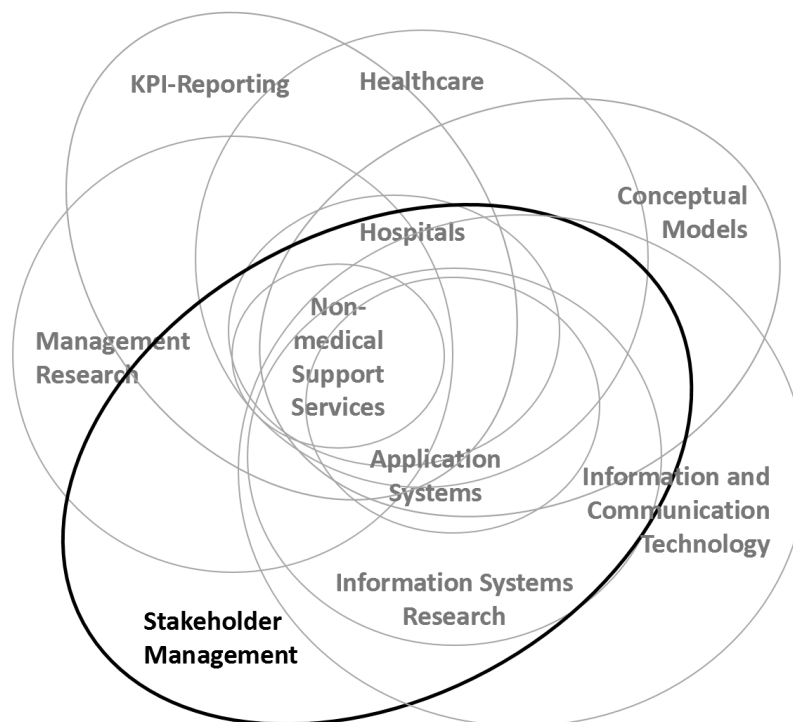 KPI-Reporting
Healthcare
Conceptual
Models
Hospitals
Non-
medical
Support
Services
Management
Research
Application
Systems
Information and
Communication
Technology
Information Systems
Research
Stakeholder
Management